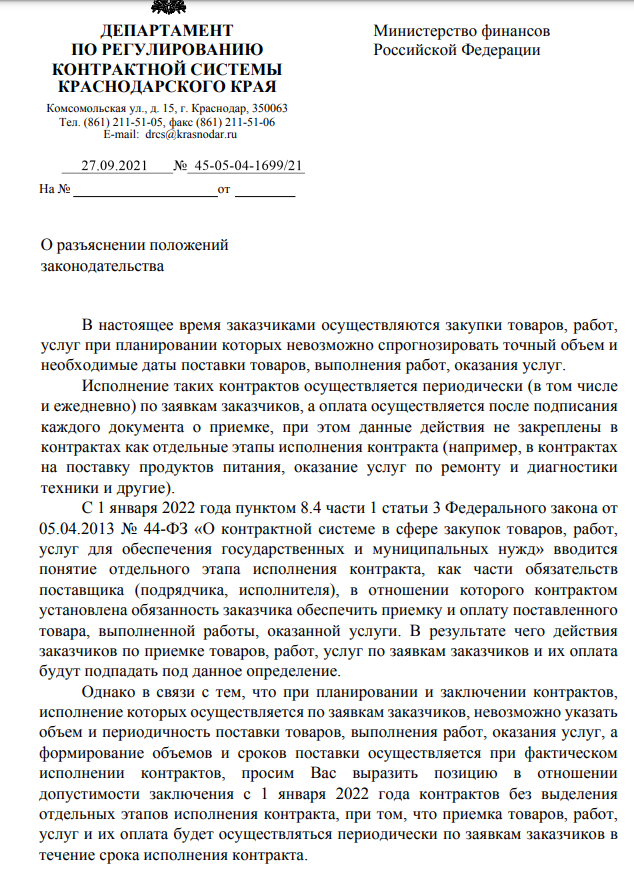 ДЕПАРТАМЕНТ
ПО РЕГУЛИРОВАНИЮ
КОНТРАКТНОЙ СИСТЕМЫ
КРАСНОДАРСКОГО КРАЯ
Комсомольская ул., д. 15, г. Краснодар, 350063
Тел. (861) 211-51-05, факс (861) 211-51-06
E-mail: drcs@krasnodar.ru
27.09.2021 № 45-05-04-1699/21
На № от
Министерство финансов
Российской Федерации
О разъяснении положений
законодательства
В настоящее время заказчиками осуществляются закупки товаров, работ,
услуг при планировании которых невозможно спрогнозировать точный объем и
необходимые даты поставки товаров, выполнения работ, оказания услуг.
Исполнение таких контрактов осуществляется периодически (в том числе
и ежедневно) по заявкам заказчиков, а оплата осуществляется после подписания
каждого документа о приемке, при этом данные действия не закреплены в
контрактах как отдельные этапы исполнения контракта (например, в контрактах
на поставку продуктов питания, оказание услуг по ремонту и диагностики
техники и другие).
С 1 января 2022 года пунктом 8.4 части 1 статьи 3 Федерального закона от
05.04.2013 № 44-ФЗ «О контрактной системе в сфере закупок товаров, работ,
услуг для обеспечения государственных и муниципальных нужд» вводится
понятие отдельного этапа исполнения контракта, как части обязательств
поставщика (подрядчика, исполнителя), в отношении которого контрактом
установлена обязанность заказчика обеспечить приемку и оплату поставленного
товара, выполненной работы, оказанной услуги. В результате чего действия
заказчиков по приемке товаров, работ, услуг по заявкам заказчиков и их оплата
будут подпадать под данное определение.
Однако в связи с тем, что при планировании и заключении контрактов,
исполнение которых осуществляется по заявкам заказчиков, невозможно указать
объем и периодичность поставки товаров, выполнения работ, оказания услуг, а
формирование объемов и сроков поставки осуществляется при фактическом
исполнении контрактов, просим Вас выразить позицию в отношении
допустимости заключения с 1 января 2022 года контрактов без выделения
отдельных этапов исполнения контракта, при том, что приемка товаров, работ,
услуг и их оплата будет осуществляться периодически по заявкам заказчиков в
течение срока исполнения контракта.